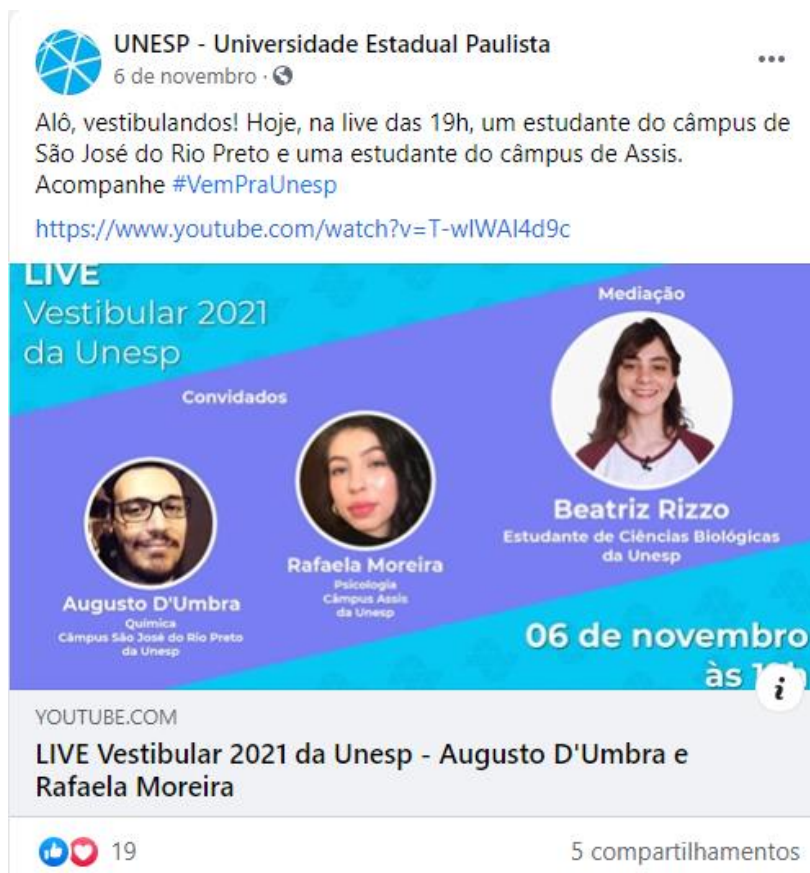 UNESP - Universidade Estadual Paulista
6 de novembro ·
Alô, vestibulandos! Hoje, na live das 19h, um estudante do câmpus de
São José do Rio Preto e uma estudante do câmpus de Assis.
Acompanhe #VemPraUnesp
https://www.youtube.com/watch?v=T-wlWAl4d9c
LIVE
Vestibular 2021
da Unesp
Mediação
Convidados
Beatriz Rizzo
Estudante de Ciências Biológicas
da Unesp
Rafaela Moreira
Psicologia
Câmpus Assis
da Unesp
Augusto D'Umbra
Química
Câmpus São José do Rio Preto
da Unesp
06 de novembro
às
YOUTUBE.COM
LIVE Vestibular 2021 da Unesp - Augusto D'Umbra e
Rafaela Moreira
19
5 compartilhamentos